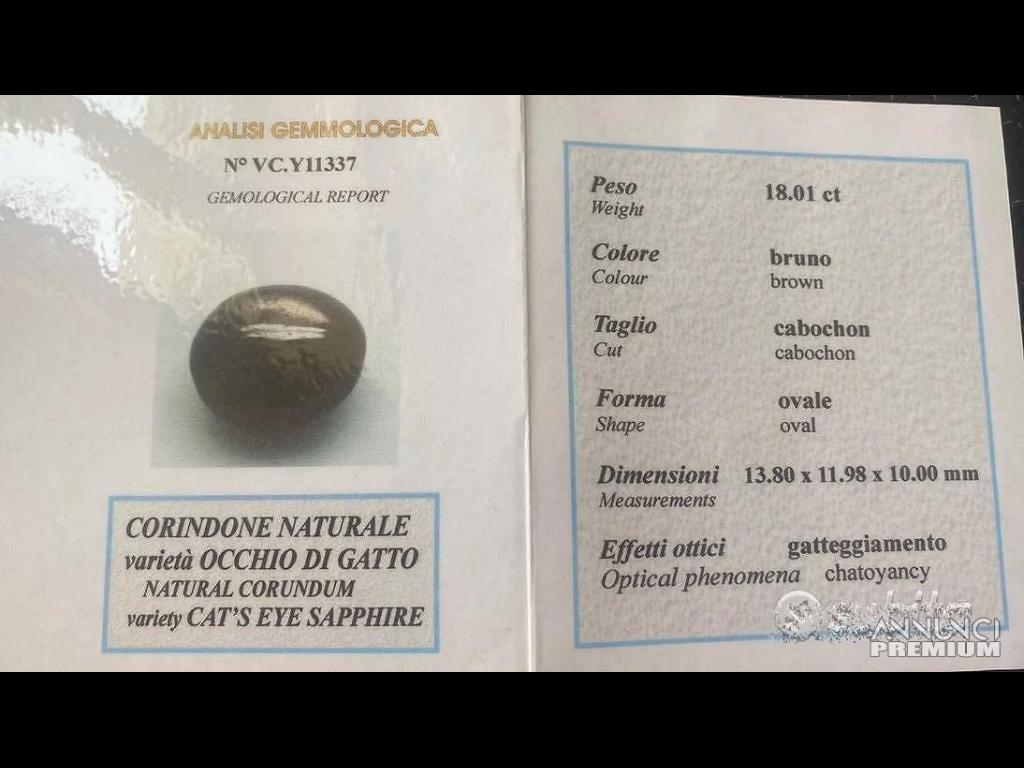 ANALISI GEMMOLOGICA
N° VC.Y11337
GEMOLOGICAL REPORT
CORINDONE NATURALE
varietà OCCHIO DI GATTO
NATURAL CORUNDUM
variety CAT'S EYE SAPPHIRE
Peso 18.01 ct
Weight
Colore bruno
Colour brown
Taglio cabochon
Cut cabochon
Forma ovale
Shape oval
Dimensioni 13.80 x 11.98 x 10.00 mm
Measurements
Effetti ottici gatteggiamento
Optical phenomena chatoyancy
subito
ANNUNCI
PREMIUM